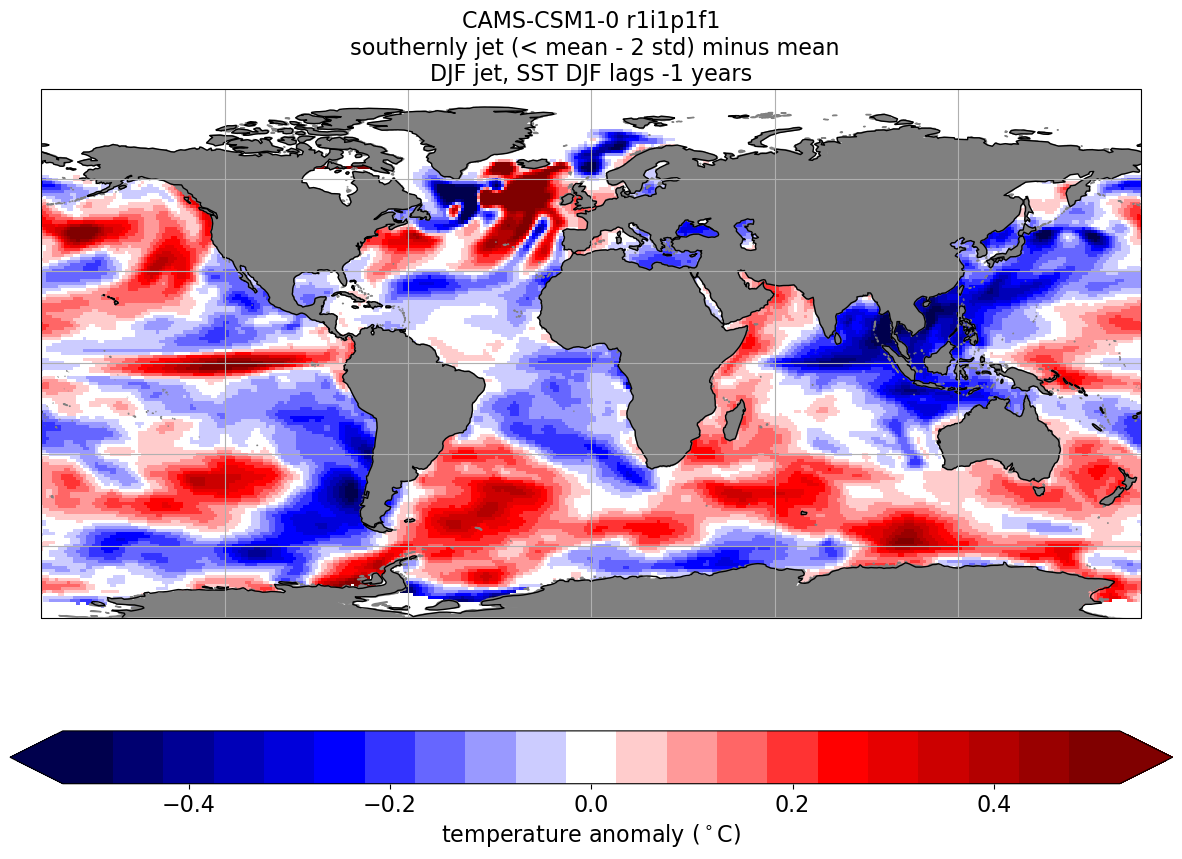 CAMS-CSM1-0 r1i1p1f1
southernly jet (< mean - 2 std) minus mean
DJF jet, SST DJF lags -1 years
−0.4 −0.2 0.0 0.2 0.4
temperature anomaly (°C)